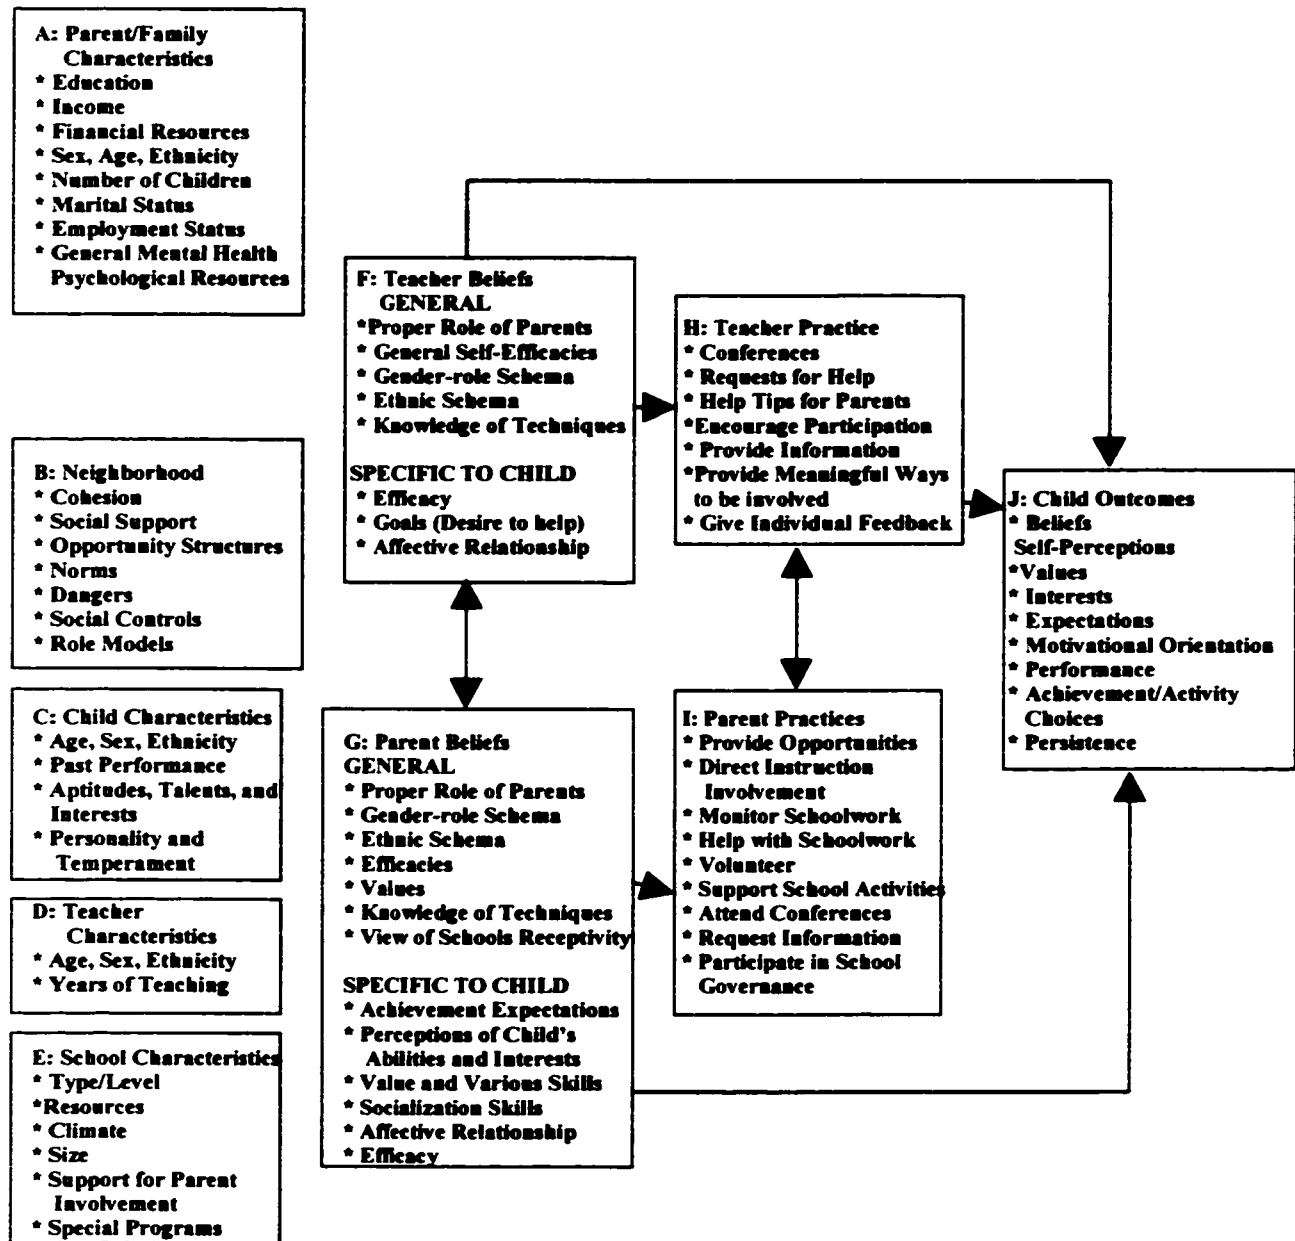 A: Parent/Family
Characteristics
* Education
* Income
* Financial Resources
* Sex, Age, Ethnicity
* Number of Children
* Marital Status
* Employment Status
* General Mental Health
Psychological Resources
B: Neighborhood
* Cohesion
* Social Support
* Opportunity Structures
* Norms
* Dangers
* Social Controls
* Role Models
C: Child Characteristics
* Age, Sex, Ethnicity
* Past Performance
* Aptitudes, Talents, and
Interests
* Personality and
Temperament
D: Teacher
Characteristics
* Age, Sex, Ethnicity
* Years of Teaching
E: School Characteristics
* Type/Level
*Resources
* Climate
* Size
* Support for Parent
Involvement
* Special Programs
F: Teacher Beliefs
GENERAL
*Proper Role of Parents
* General Self-Efficacies
* Gender-role Schema
* Ethnic Schema
* Knowledge of Techniques
SPECIFIC TO CHILD
* Efficacy
* Goals (Desire to help)
* Affective Relationship
G: Parent Beliefs
GENERAL
* Proper Role of Parents
* Gender-role Schema
* Ethnic Schema
* Efficacies
* Values
* Knowledge of Techniques
* View of Schools Receptivity
SPECIFIC TO CHILD
* Achievement Expectations
* Perceptions of Child's
Abilities and Interests
* Value and Various Skills
* Socialization Skills
* Affective Relationship
* Efficacy
H: Teacher Practice
* Conferences
* Requests for Help
* Help Tips for Parents
*Encourage Participation
* Provide Information
*Provide Meaningful Ways
to be involved
* Give Individual Feedback
I: Parent Practices
* Provide Opportunities
* Direct Instruction
Involvement
* Monitor Schoolwork
* Help with Schoolwork
* Volunteer
* Support School Activities
* Attend Conferences
* Request Information
* Participate in School
Governance
J: Child Outcomes
* Beliefs
Self-Perceptions
*Values
* Interests
* Expectations
* Motivational Orientation
* Performance
* Achievement/Activity
Choices
* Persistence